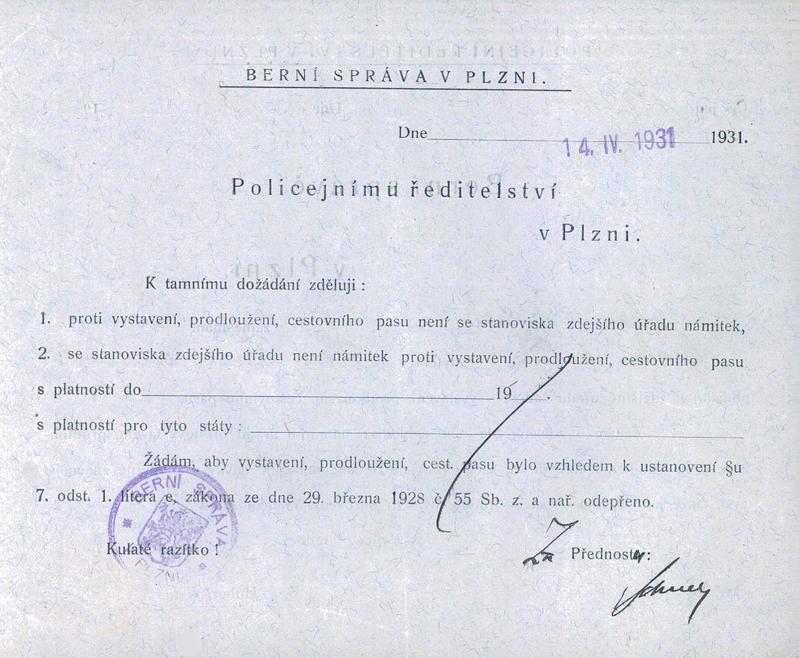 BERNÍ SPRÁVA V PLZNI.
Dne 14. IV. 1931 1931.
Policejnímu ředitelství
v Plzni.
K tamnímu dožádání zděluji :
1. proti vystavení, prodloužení, cestovního pasu není se stanoviska zdejšího úřadu námitek,
2. se stanoviska zdejšího úřadu není námitek proti vystavení, prodloužení, cestovního pasu
s platností do 19 .
s platností pro tyto státy :
Žádám, aby vystavení, prodloužení, cest. pasu bylo vzhledem k ustanovení §u
7. odst. 1. litera e, zákona ze dne 29. března 1928 č. 55 Sb. z. a nař. odepřeno.
BERNÍ SPRÁVA
Kulaté razítko !
PLZNI
Za Přednostu: